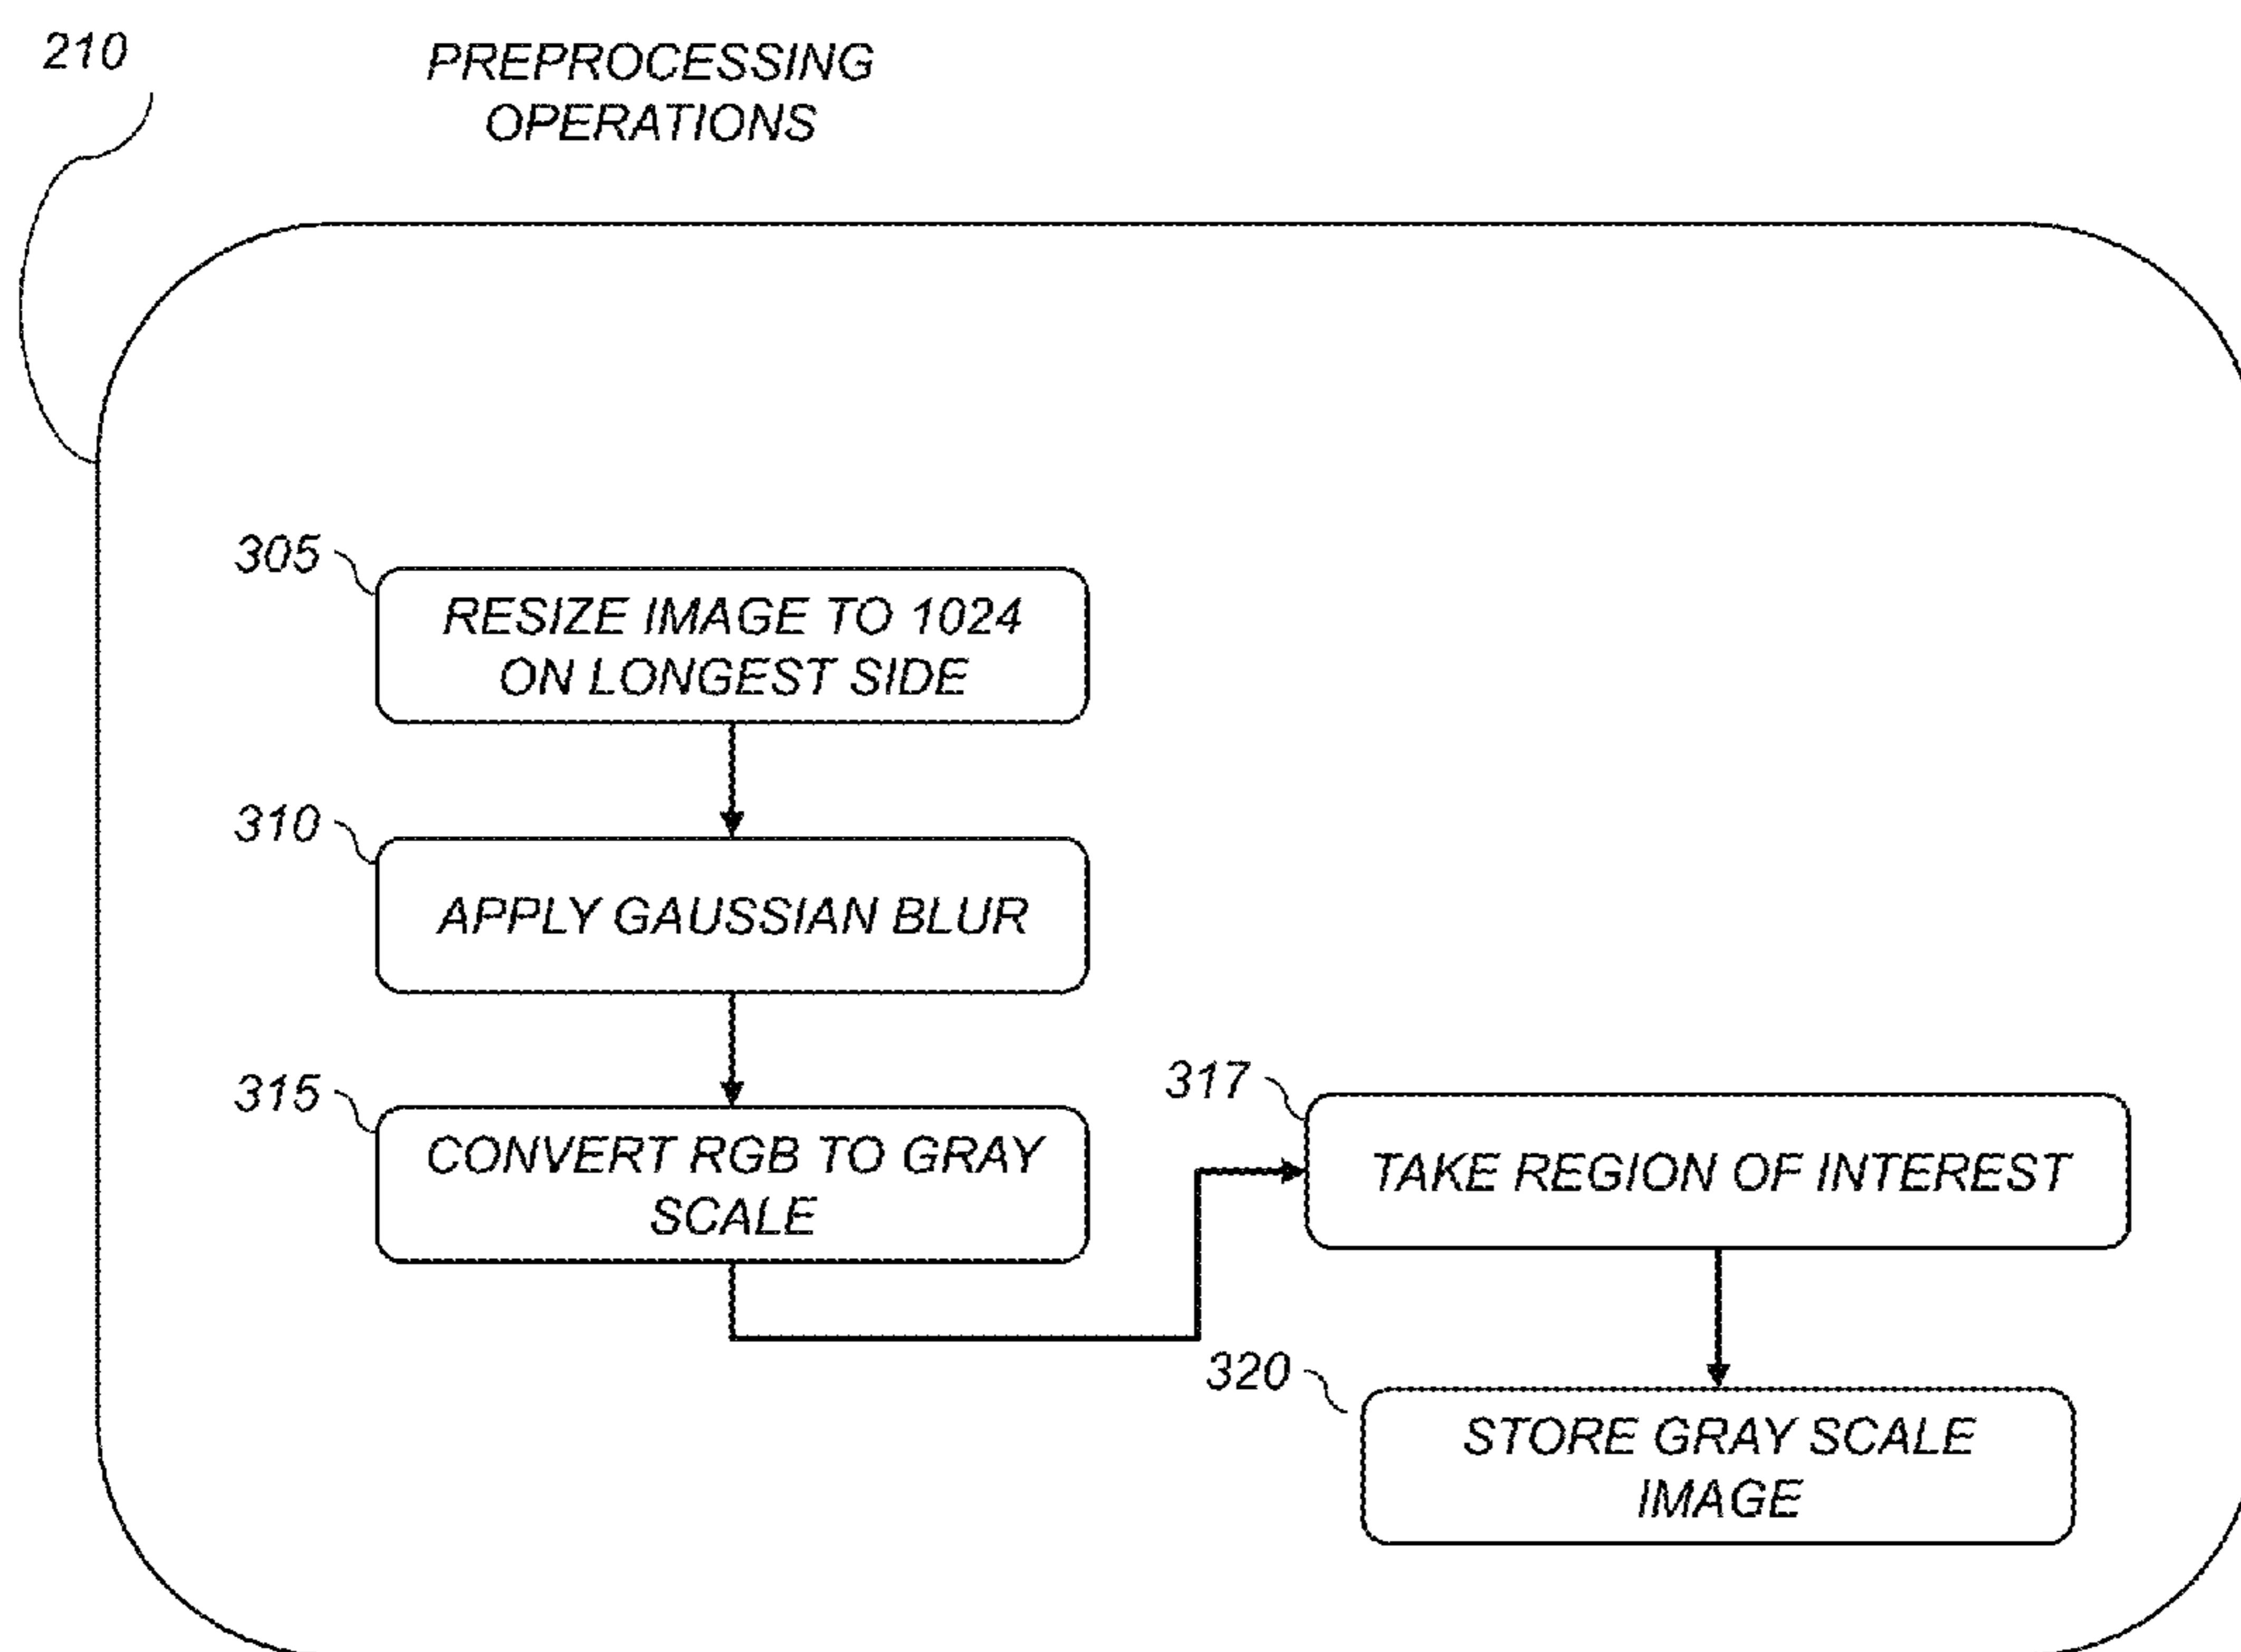 210
PREPROCESSING
OPERATIONS
305
RESIZE IMAGE TO 1024
ON LONGEST SIDE
310
APPLY GAUSSIAN BLUR
315
CONVERT RGB TO GRAY
SCALE
317
TAKE REGION OF INTEREST
320
STORE GRAY SCALE
IMAGE